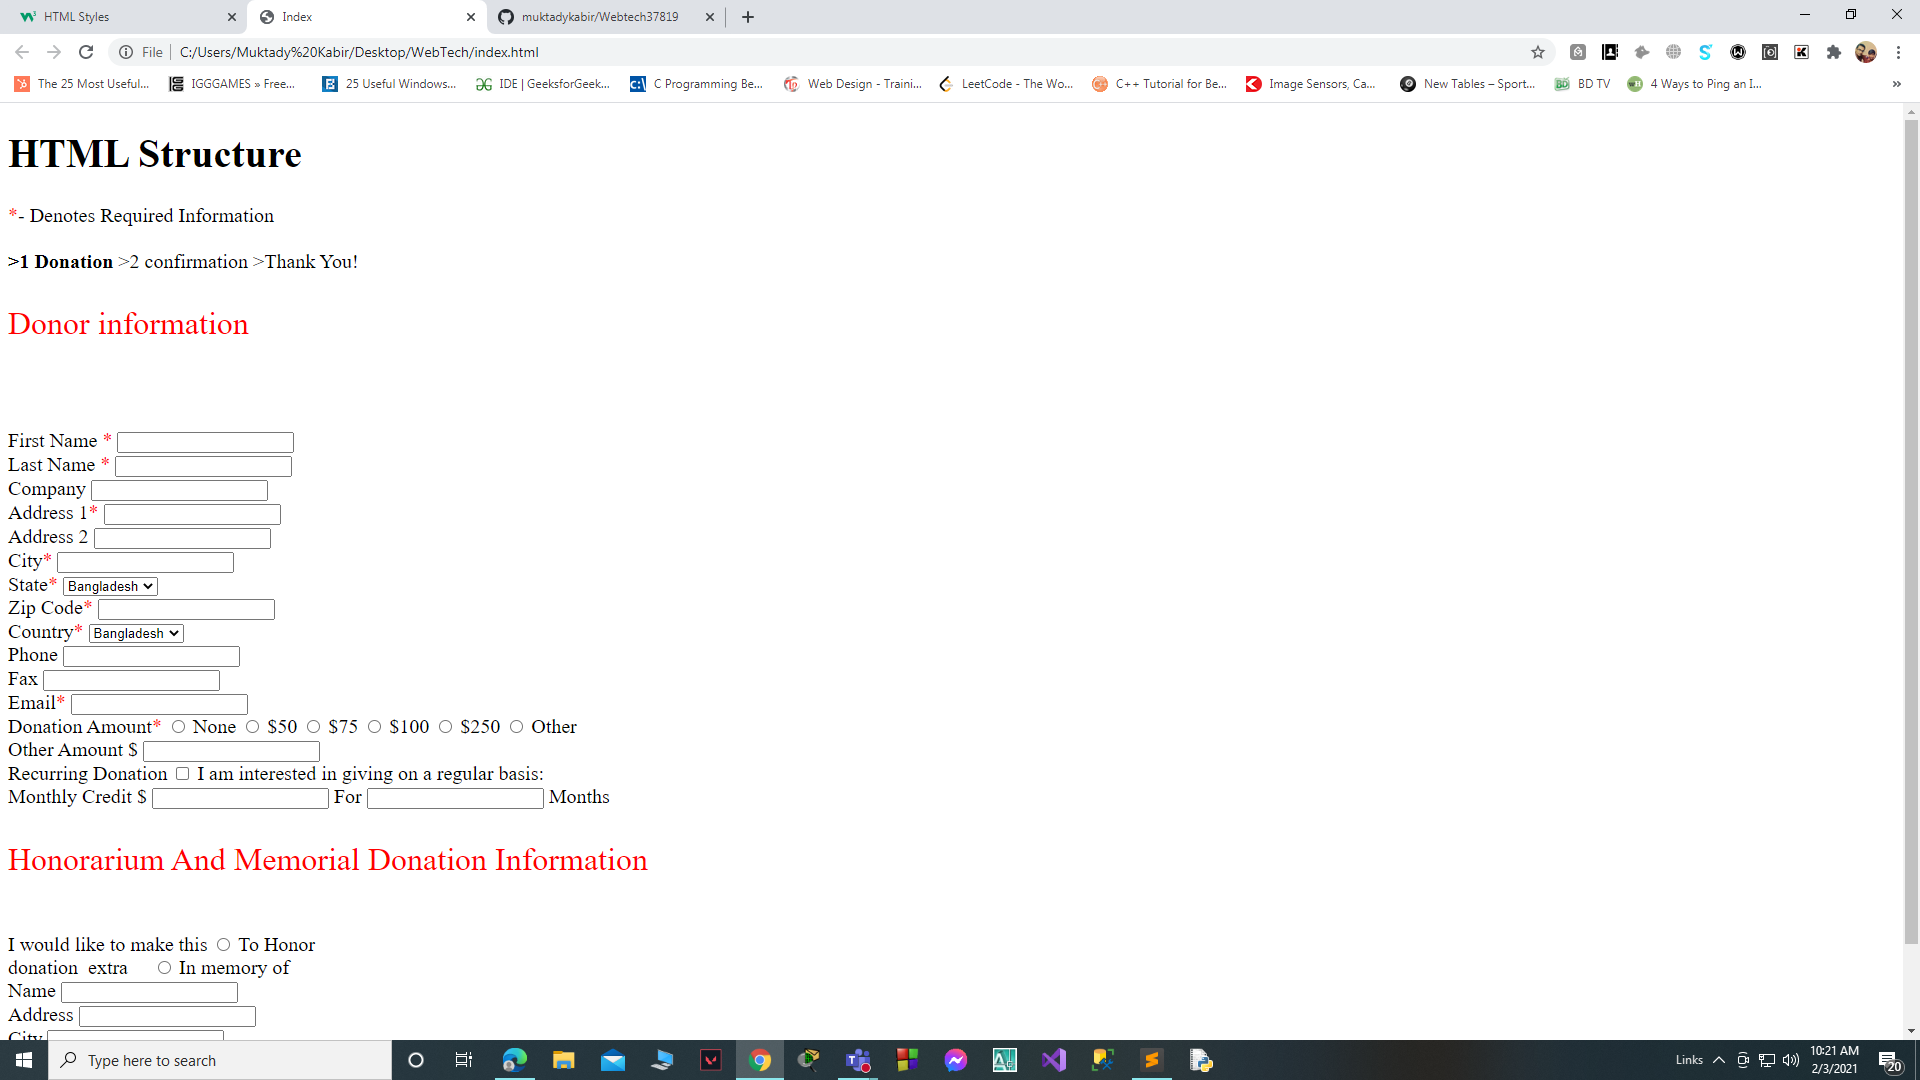 HTML Styles
Index
muktadykabir/Webtech37819
File
C:/Users/Muktady%20Kabir/Desktop/WebTech/index.html
The 25 Most Useful...
IGGGAMES » Free...
25 Useful Windows...
IDE | GeeksforGeek...
C Programming Be...
Web Design - Traini...
LeetCode - The Wo...
C++ Tutorial for Be...
Image Sensors, Ca...
New Tables – Sport...
BD TV
4 Ways to Ping an I...
»
HTML Structure
*- Denotes Required Information
>1 Donation >2 confirmation >Thank You!
Donor information
First Name *
Last Name *
Company
Address 1*
Address 2
City*
State* Bangladesh
Zip Code*
Country* Bangladesh
Phone
Fax
Email*
Donation Amount* None $50 $75 $100 $250 Other
Other Amount $
Recurring Donation I am interested in giving on a regular basis:
Monthly Credit $ For Months
Honorarium And Memorial Donation Information
I would like to make this To Honor
donation extra In memory of
Name
Address
City
Type here to search
Links
10:21 AM
2/3/2021
20